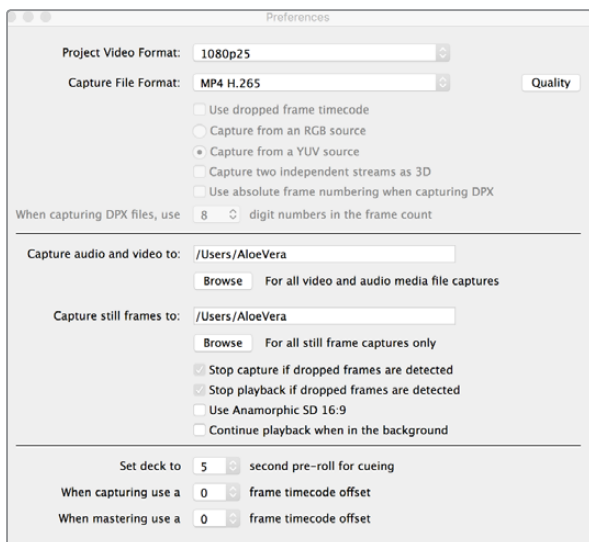 Preferences
Project Video Format: 1080p25
Capture File Format: MP4 H.265 Quality
Use dropped frame timecode
Capture from an RGB source
Capture from a YUV source
Capture two independent streams as 3D
Use absolute frame numbering when capturing DPX
When capturing DPX files, use 8 digit numbers in the frame count
Capture audio and video to: /Users/AloeVera
Browse For all video and audio media file captures
Capture still frames to: /Users/AloeVera
Browse For all still frame captures only
Stop capture if dropped frames are detected
Stop playback if dropped frames are detected
Use Anamorphic SD 16:9
Continue playback when in the background
Set deck to 5 second pre-roll for cueing
When capturing use a 0 frame timecode offset
When mastering use a 0 frame timecode offset